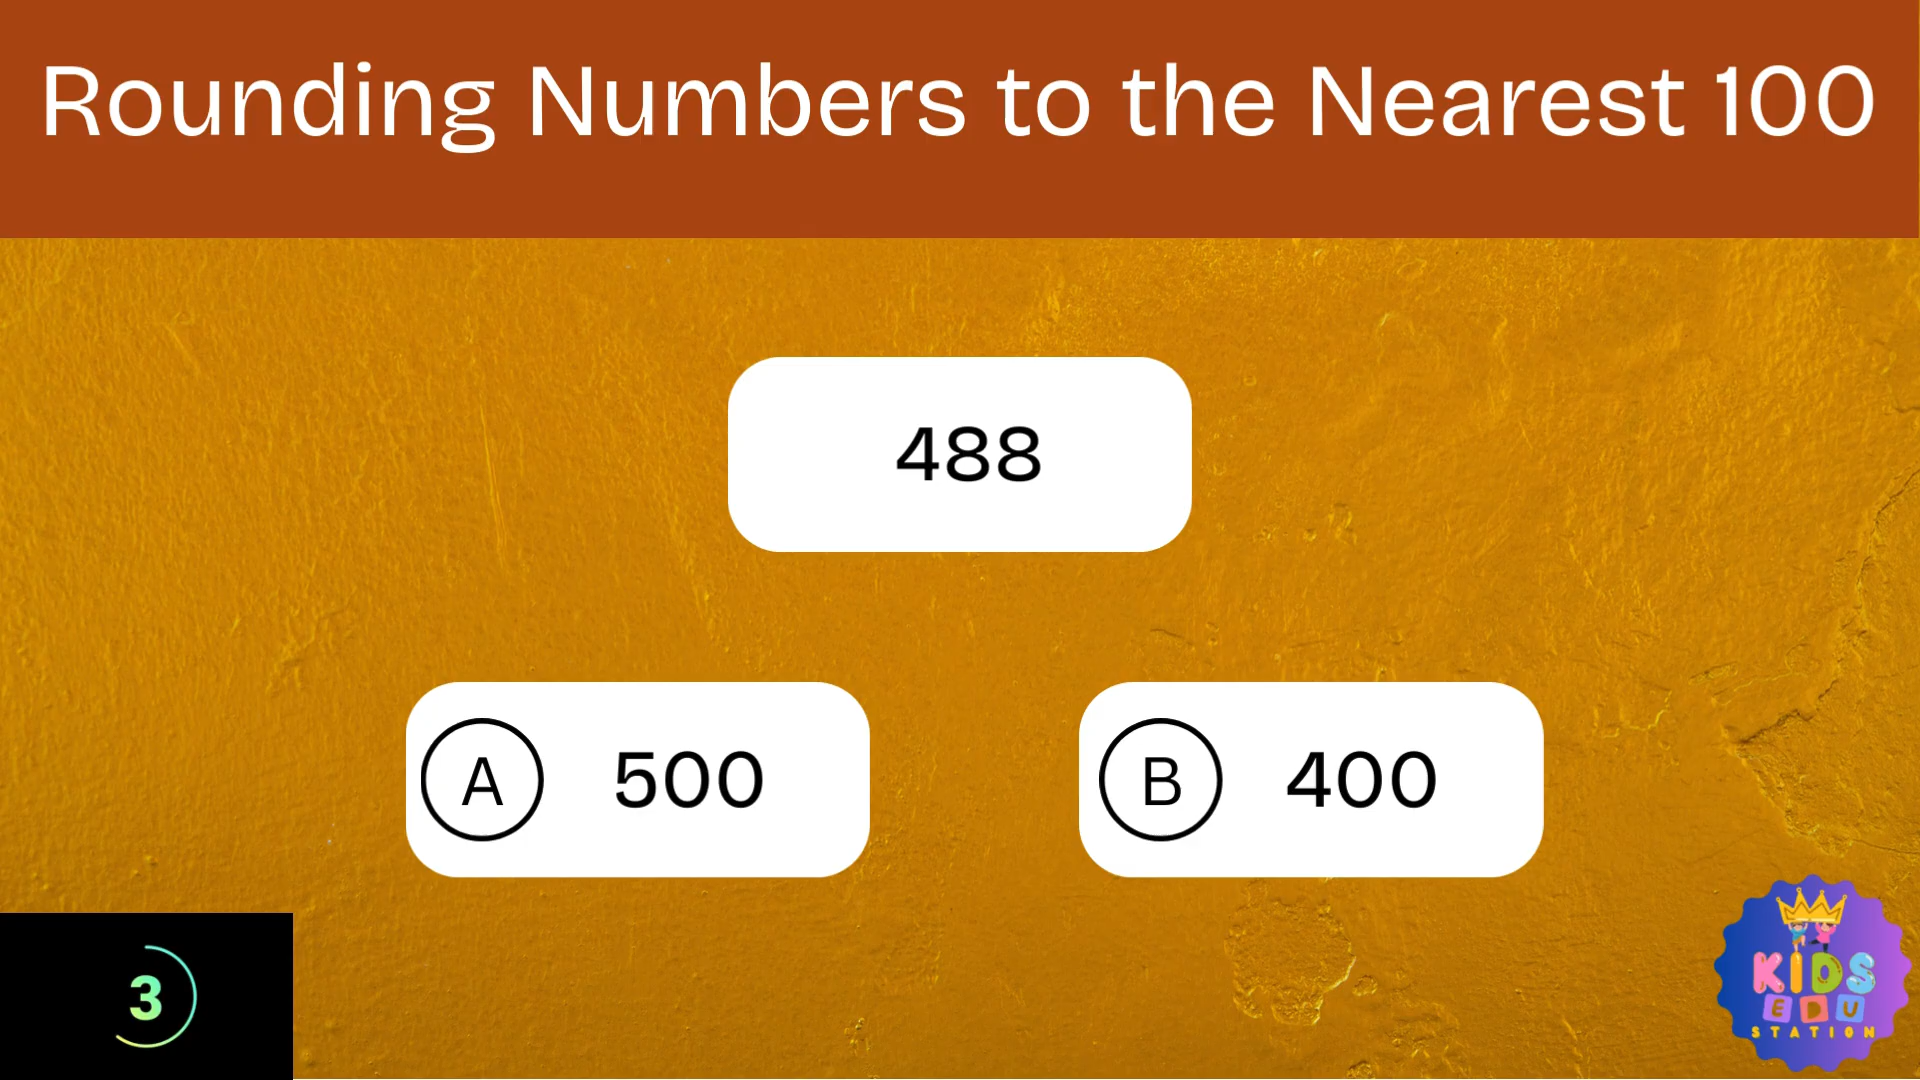 Rounding Numbers to the Nearest 100
488
A 500
B 400
3
KIDS
EDU
STATION